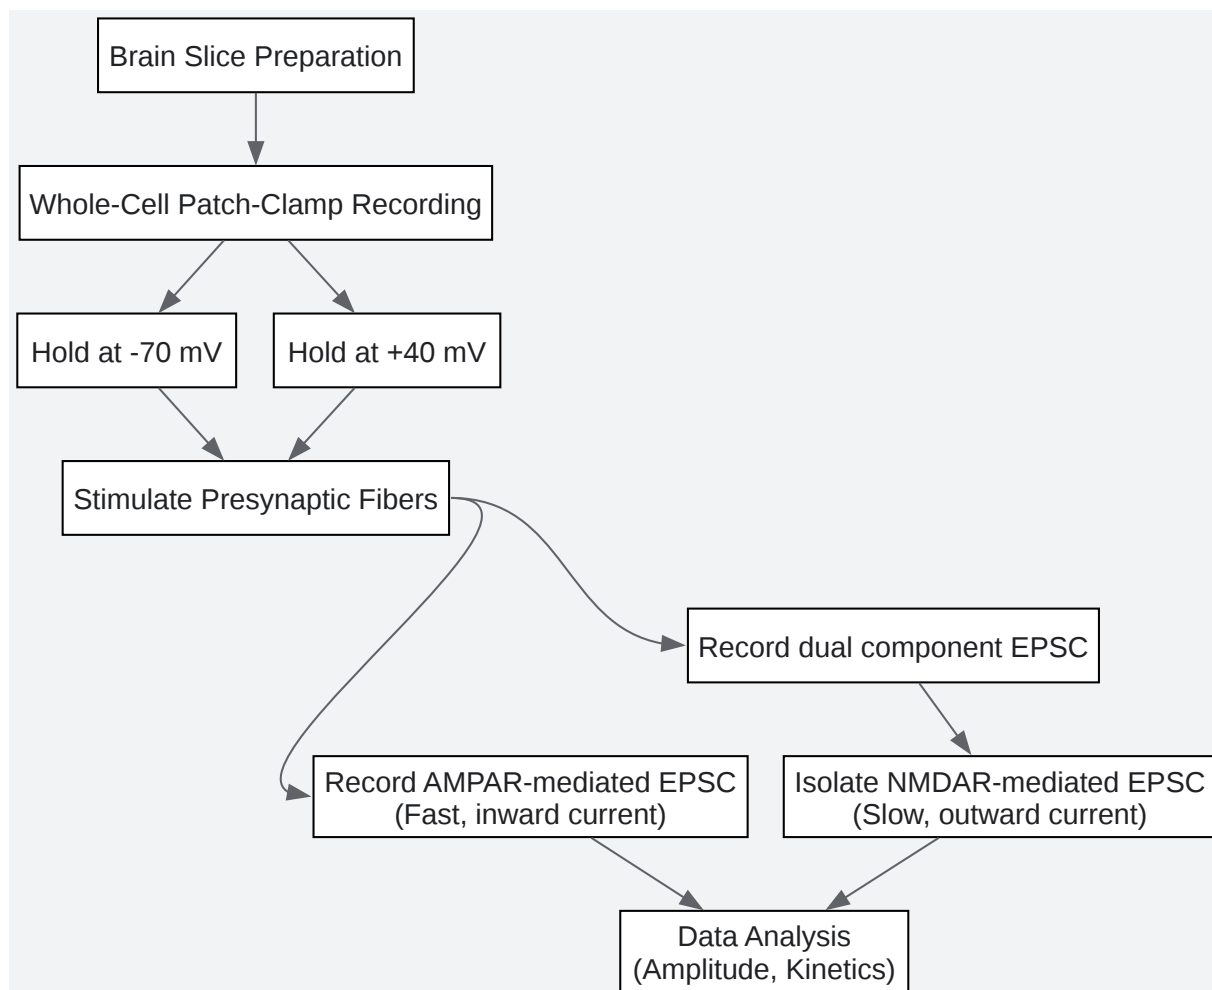 Brain Slice Preparation
Whole-Cell Patch-Clamp Recording
Hold at -70 mV
Hold at +40 mV
Stimulate Presynaptic Fibers
Record dual component EPSC
Record AMPAR-mediated EPSC
(Fast, inward current)
Isolate NMDAR-mediated EPSC
(Slow, outward current)
Data Analysis
(Amplitude, Kinetics)